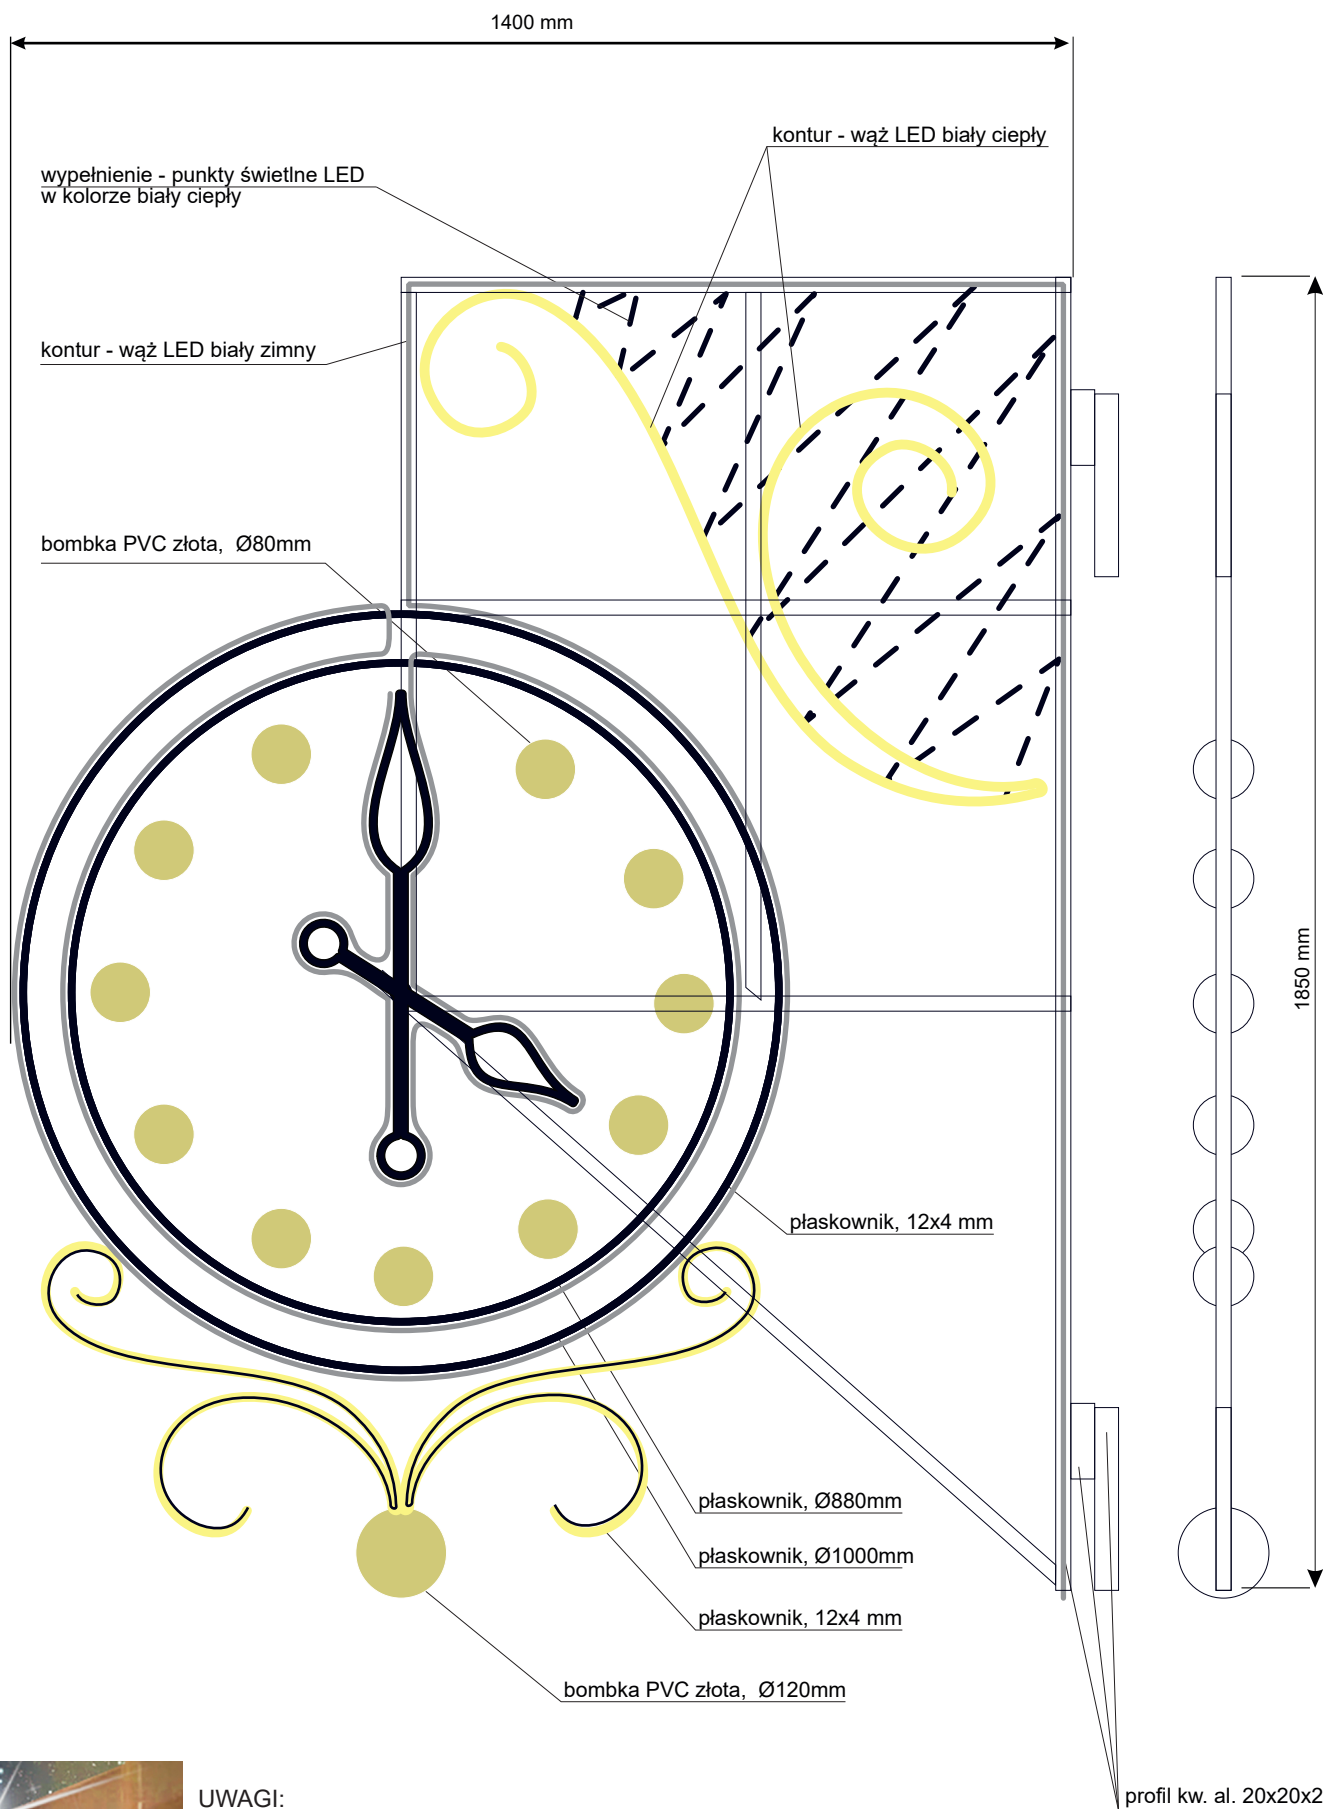 1400 mm
kontur - wąż LED biały ciepły
wypełnienie - punkty świetlne LED
w kolorze biały ciepły
kontur - wąż LED biały zimny
bombka PVC złota, Ø80mm
1850 mm
płaskownik, 12x4 mm
płaskownik, Ø880mm
płaskownik, Ø1000mm
płaskownik, 12x4 mm
bombka PVC złota, Ø120mm
profil kw. al. 20x20x2
UWAGI: